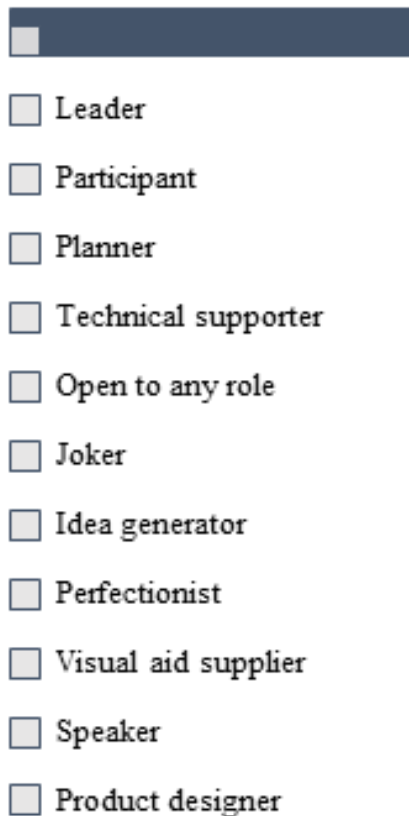 Leader
Participant
Planner
Technical supporter
Open to any role
Joker
Idea generator
Perfectionist
Visual aid supplier
Speaker
Product designer